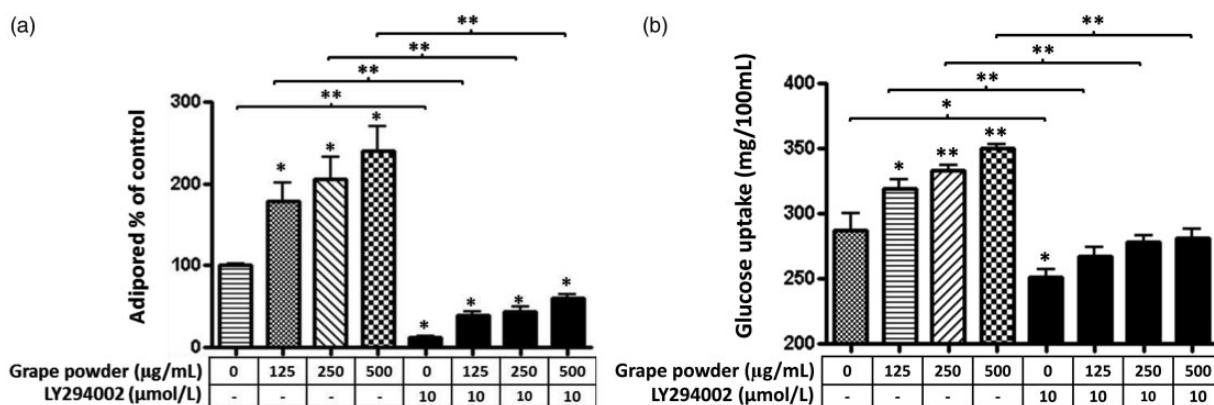 (a)
**
**
**
**
Adipored % of control
300
200
100
0
* * * * * * * *
Grape powder (µg/mL) 0 125 250 500 0 125 250 500
LY294002 (µmol/L) - - - - 10 10 10 10
(b)
**
**
**
*
Glucose uptake (mg/100mL)
400
350
300
250
200
* ** ** *
Grape powder (µg/mL) 0 125 250 500 0 125 250 500
LY294002 (µmol/L) - - - - 10 10 10 10